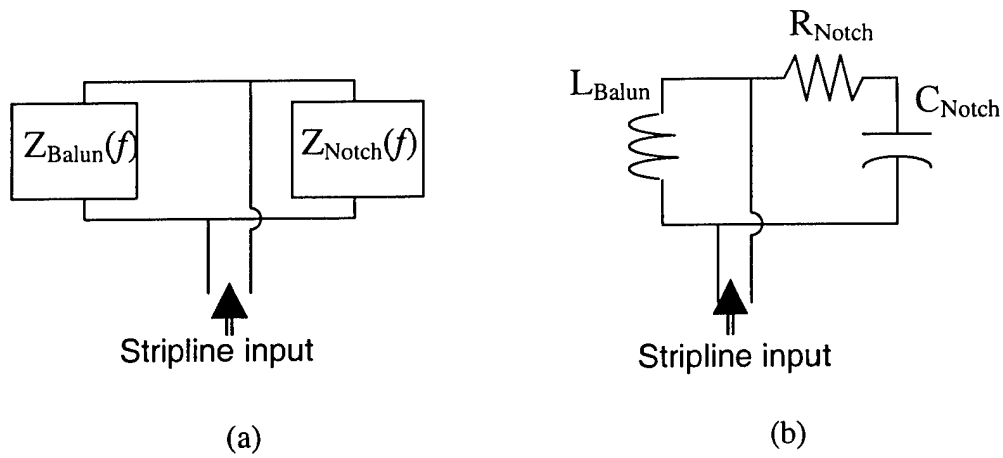 Z_Balun(f)
Z_Notch(f)
Stripline input
(a)
R_Notch
L_Balun
C_Notch
Stripline input
(b)